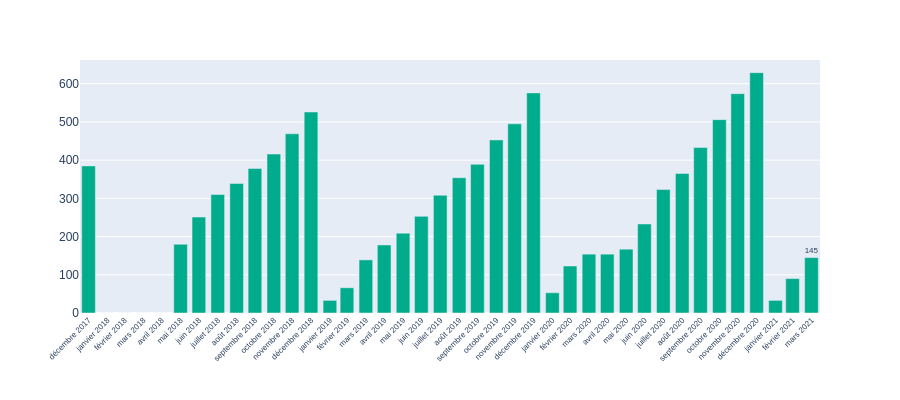 600
500
400
300
200
100
0
145
décembre 2017
janvier 2018
février 2018
mars 2018
avril 2018
mai 2018
juin 2018
juillet 2018
août 2018
septembre 2018
octobre 2018
novembre 2018
décembre 2018
janvier 2019
février 2019
mars 2019
avril 2019
mai 2019
juin 2019
juillet 2019
août 2019
septembre 2019
octobre 2019
novembre 2019
décembre 2019
janvier 2020
février 2020
mars 2020
avril 2020
mai 2020
juin 2020
juillet 2020
août 2020
septembre 2020
octobre 2020
novembre 2020
décembre 2020
janvier 2021
février 2021
mars 2021